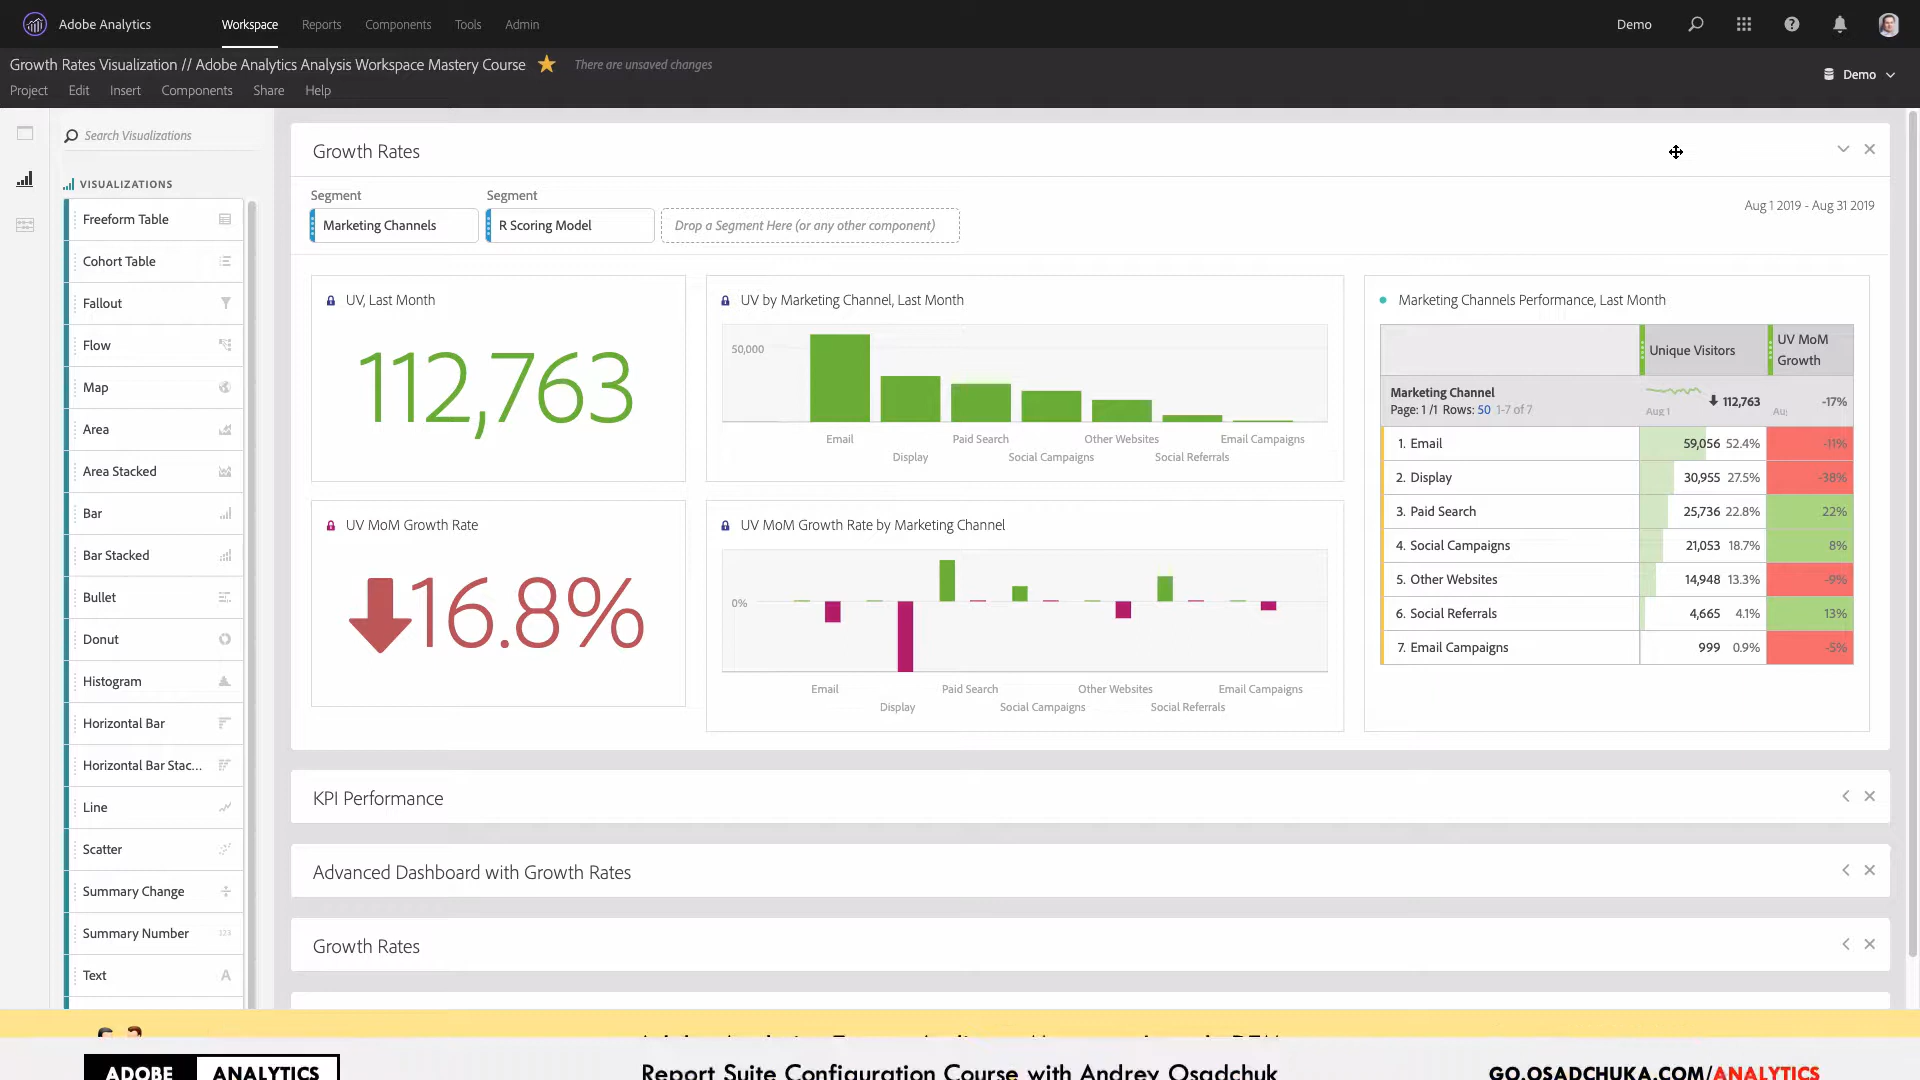 Adobe Analytics
Workspace
Reports
Components
Tools
Admin
Demo
Growth Rates Visualization // Adobe Analytics Analysis Workspace Mastery Course
There are unsaved changes
Demo
Project
Edit
Insert
Components
Share
Help
Search Visualizations
VISUALIZATIONS
Freeform Table
Cohort Table
Fallout
Flow
Map
Area
Area Stacked
Bar
Bar Stacked
Bullet
Donut
Histogram
Horizontal Bar
Horizontal Bar Stac...
Line
Scatter
Summary Change
Summary Number
123
Text
A
Growth Rates
Segment
Marketing Channels
Segment
R Scoring Model
Drop a Segment Here (or any other component)
Aug 1 2019 - Aug 31 2019
UV, Last Month
112,763
UV by Marketing Channel, Last Month
50,000
Email
Display
Paid Search
Social Campaigns
Other Websites
Social Referrals
Email Campaigns
UV MoM Growth Rate
16.8%
UV MoM Growth Rate by Marketing Channel
0%
Email
Display
Paid Search
Social Campaigns
Other Websites
Social Referrals
Email Campaigns
Marketing Channels Performance, Last Month
Unique Visitors
UV MoM
Growth
Marketing Channel
Page: 1 /1 Rows: 50 1-7 of 7
Aug 1
112,763
-17%
1. Email 59,056 52.4% -11%
2. Display 30,955 27.5% -38%
3. Paid Search 25,736 22.8% 22%
4. Social Campaigns 21,053 18.7% 8%
5. Other Websites 14,948 13.3% -9%
6. Social Referrals 4,665 4.1% 13%
7. Email Campaigns 999 0.9% -5%
KPI Performance
Advanced Dashboard with Growth Rates
Growth Rates
ADOBE ANALYTICS
Report Suite Configuration Course with Andrey Osadchuk
GO.OSADCHUKA.COM/ANALYTICS